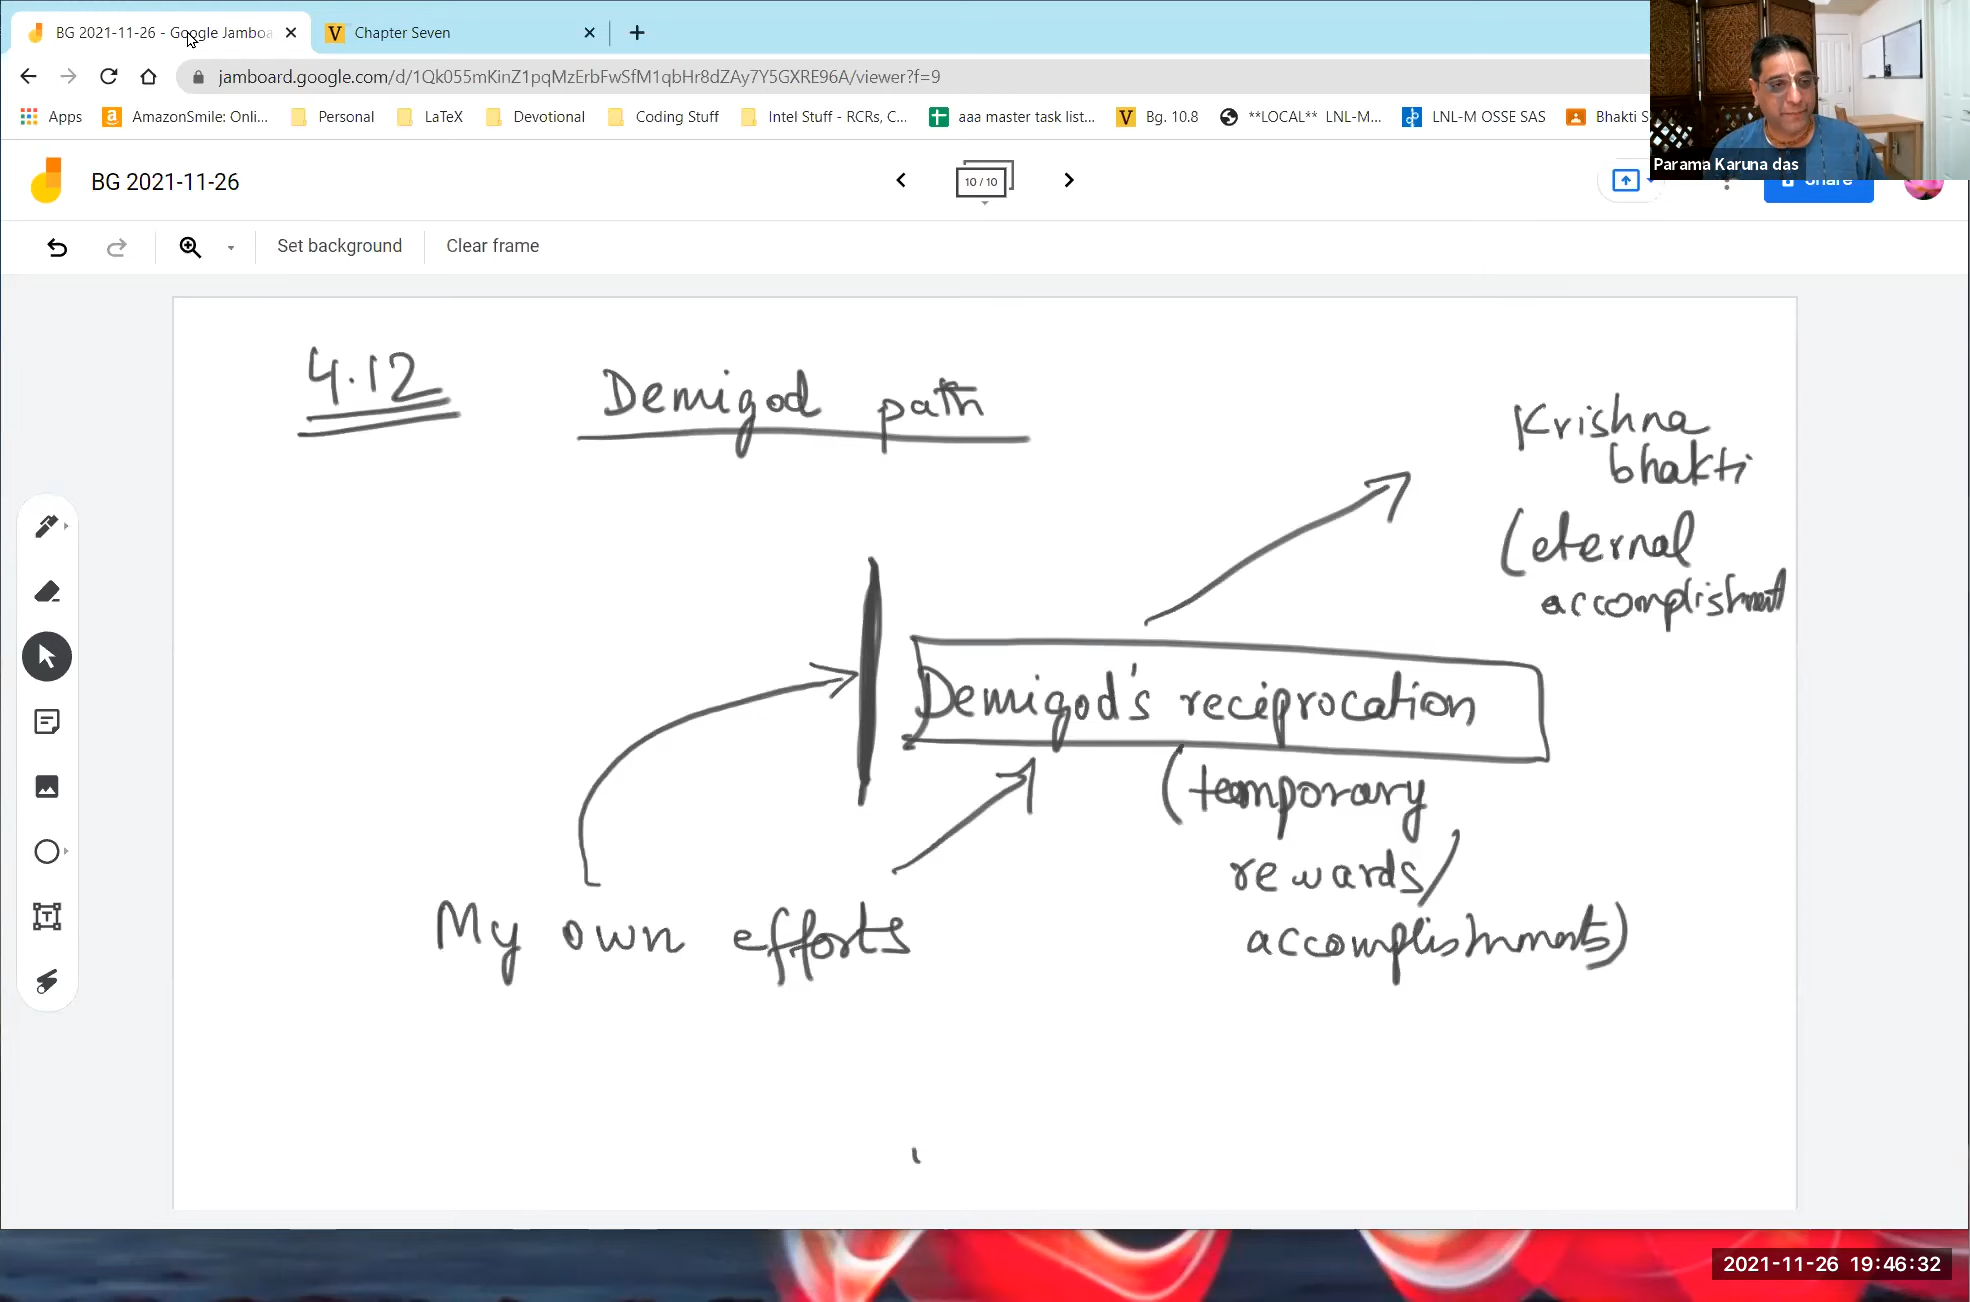 BG 2021-11-26 - Google Jamboa
Chapter Seven
jamboard.google.com/d/1Qk055mKinZ1pqMzErbFwSfM1qbHr8dZAy7Y5GXRE96A/viewer?f=9
Apps AmazonSmile: Onli... Personal LaTeX Devotional Coding Stuff Intel Stuff - RCRs, C... aaa master task list... Bg. 10.8 **LOCAL** LNL-M... LNL-M OSSE SAS Bhakti S
Parama Karuna das
BG 2021-11-26
10 / 10
Share
Set background Clear frame
4.12 Demigod path
Krishna
bhakti
(eternal
accomplishment
Demigod's reciprocation
(temporary
rewards/
My own efforts
accomplishments)
2021-11-26 19:46:32